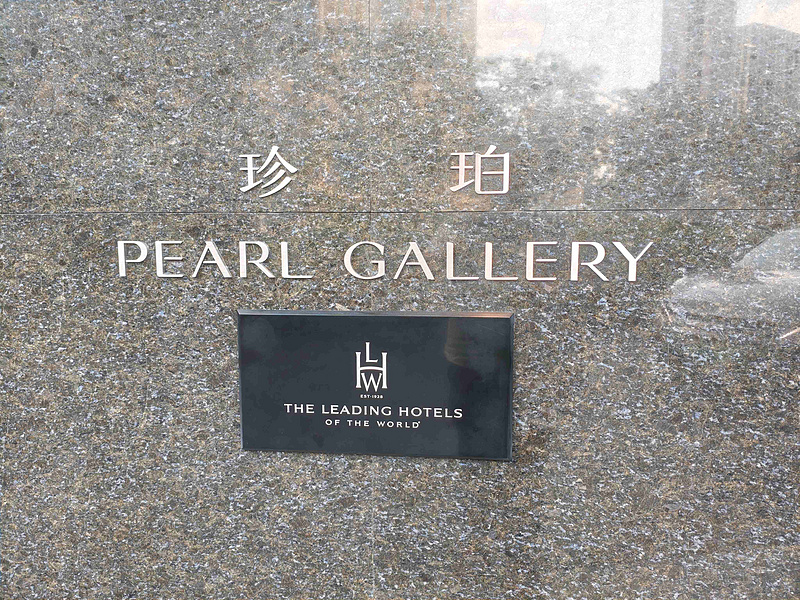 珍 珀
PEARL GALLERY
LHW
EST·1928
THE LEADING HOTELS
OF THE WORLD®